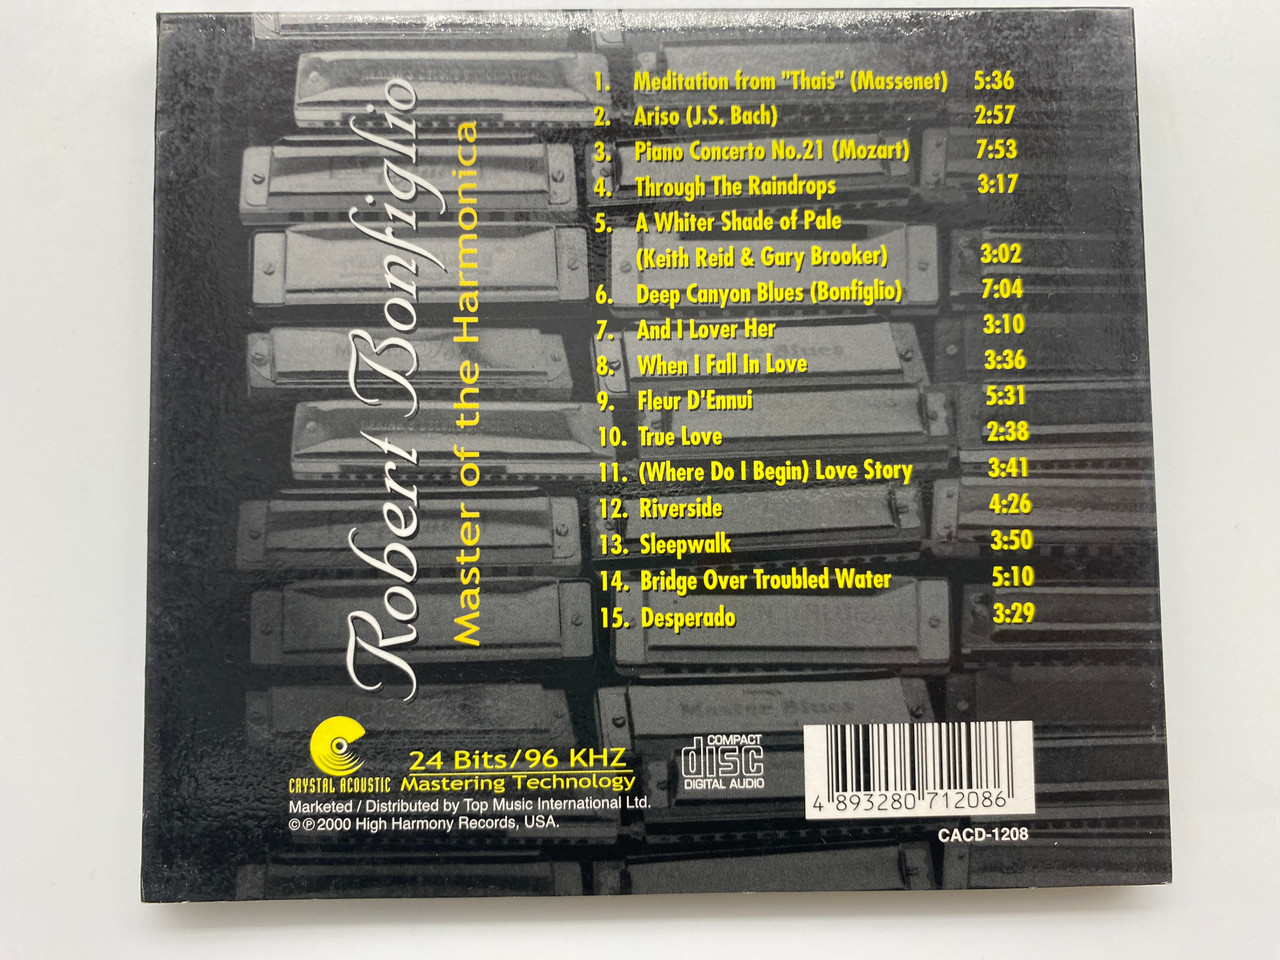 Robert Bonfiglio
Master of the Harmonica
1. Meditation from "Thais" (Massenet) 5:36
2. Ariso (J.S. Bach) 2:57
3. Piano Concerto No.21 (Mozart) 7:53
4. Through The Raindrops 3:17
5. A Whiter Shade of Pale
(Keith Reid & Gary Brooker) 3:02
6. Deep Canyon Blues (Bonfiglio) 7:04
7. And I Lover Her 3:10
8. When I Fall In Love 3:36
9. Fleur D'Ennui 5:31
10. True Love 2:38
11. (Where Do I Begin) Love Story 3:41
12. Riverside 4:26
13. Sleepwalk 3:50
14. Bridge Over Troubled Water 5:10
15. Desperado 3:29
CRYSTAL ACOUSTIC
24 Bits/96 KHZ
Mastering Technology
Marketed / Distributed by Top Music International Ltd.
©℗2000 High Harmony Records, USA.
COMPACT
disc
DIGITAL AUDIO
4 893280 712086
CACD-1208
Master Blues